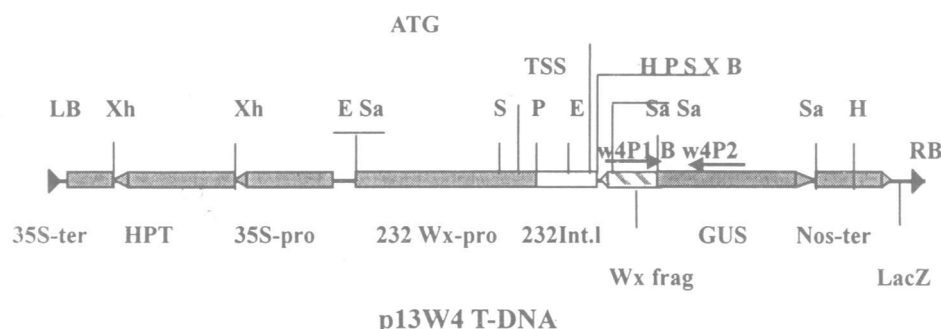 ATG
TSS H P S X B
LB Xh Xh E Sa S P E Sa Sa Sa H
w4P1 B w4P2 RB
35S-ter HPT 35S-pro 232 Wx-pro 232Int.1 GUS Nos-ter
Wx frag LacZ
p13W4 T-DNA